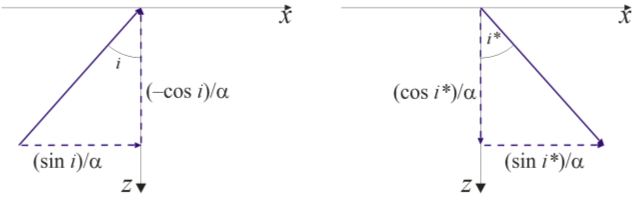 x
i
(–cos i)/α
(sin i)/α
z
x
i*
(cos i*)/α
(sin i*)/α
z